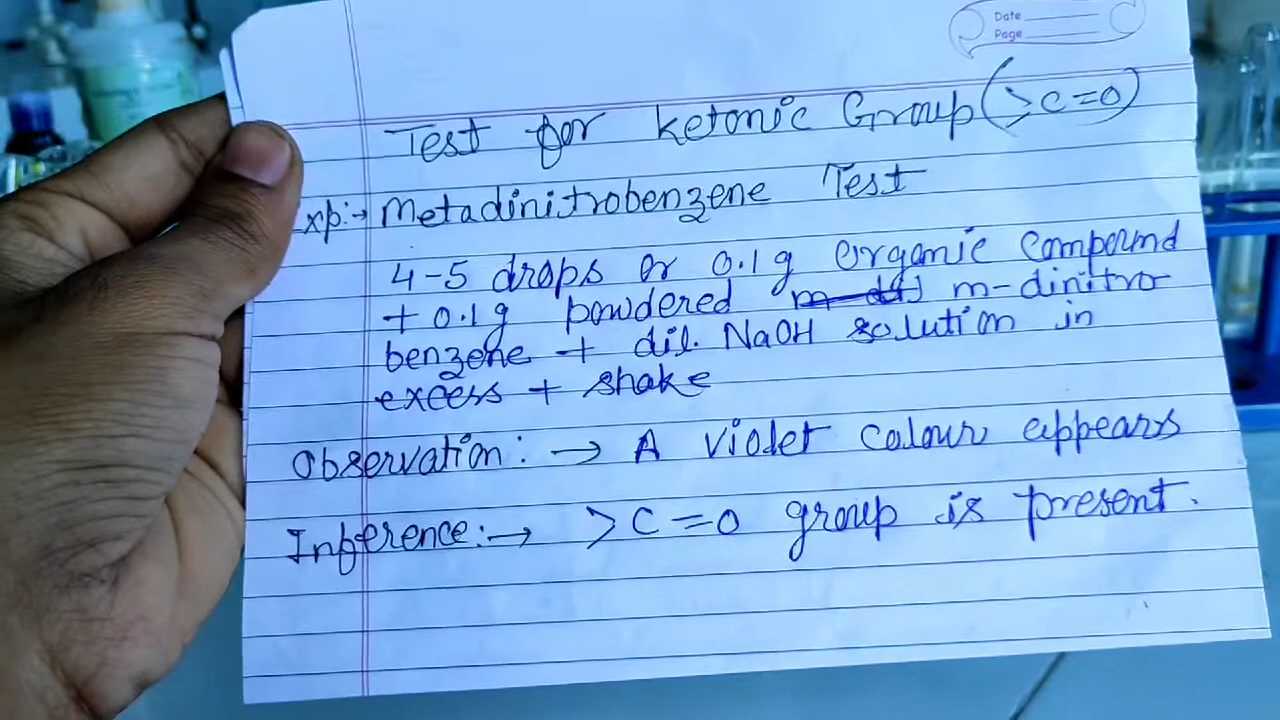 Date
Page
Test for ketonic Group (>C=O)
xp:→ Metadinitrobenzene Test
4-5 drops or 0.1g organic compound
+ 0.1g powdered m-dinitro
benzene + dil. NaOH solution in
excess + shake
Observation:→ A violet colour appears
Inference:→ >C=O group is present.